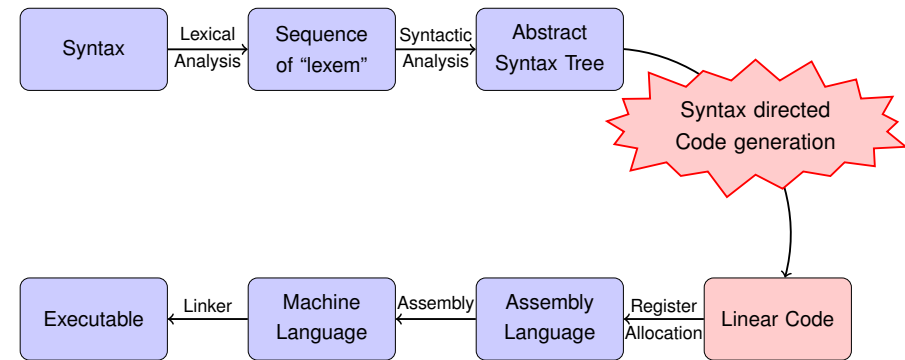 Syntax
Lexical
Analysis
Sequence
of “lexem”
Syntactic
Analysis
Abstract
Syntax Tree
Syntax directed
Code generation
Executable
Linker
Machine
Language
Assembly
Assembly
Language
Register
Allocation
Linear Code